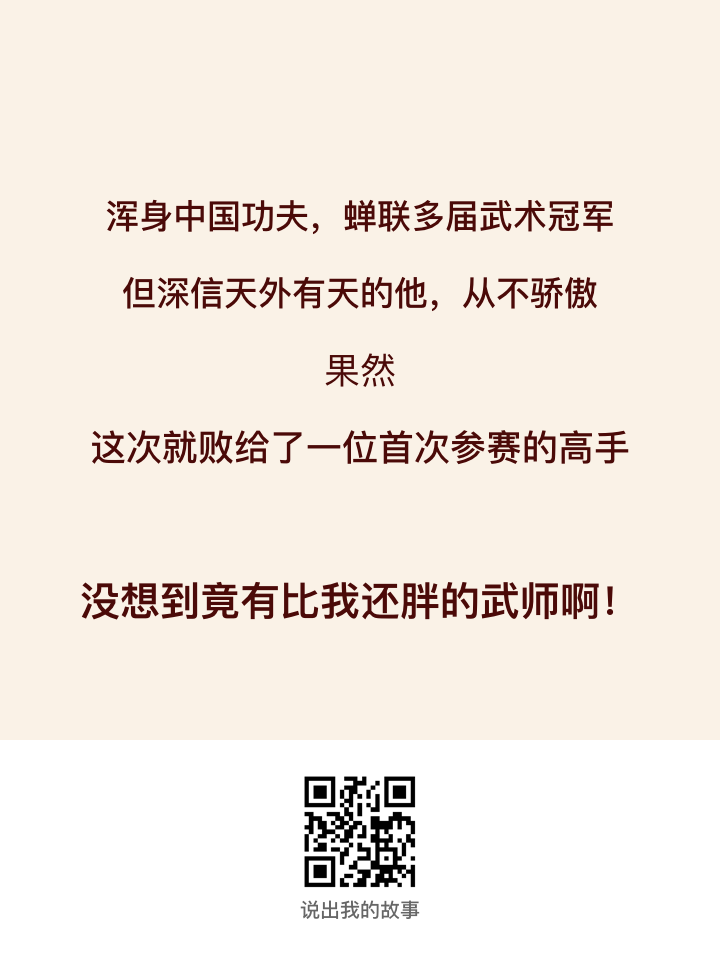 浑身中国功夫，蝉联多届武术冠军
但深信天外有天的他，从不骄傲
果然
这次就败给了一位首次参赛的高手
没想到竟有比我还胖的武师啊！
说出我的故事